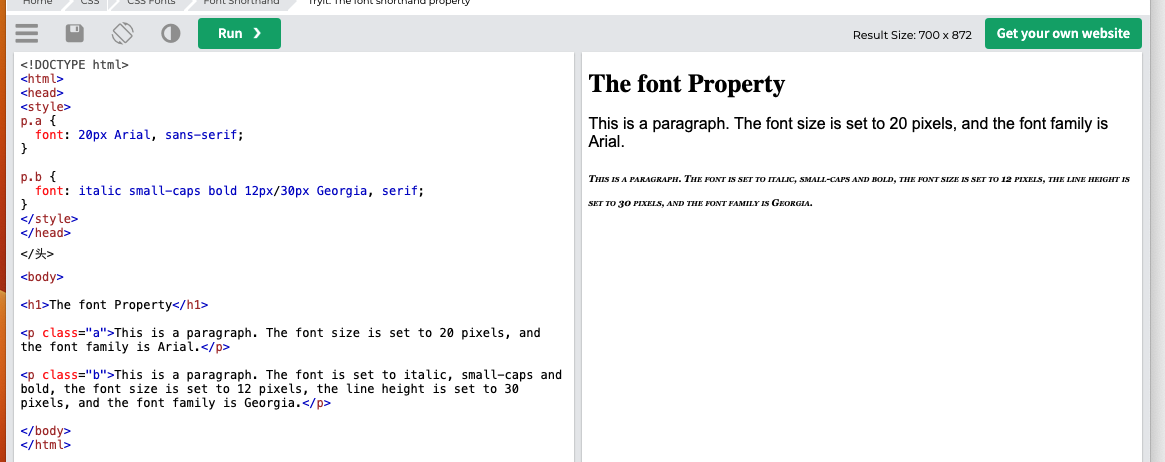 Home CSS CSS Fonts Font Shorthand Tryit: The font shorthand property
Run ❯ Result Size: 700 x 872 Get your own website
<!DOCTYPE html>
<html>
<head>
<style>
p.a {
  font: 20px Arial, sans-serif;
}
p.b {
  font: italic small-caps bold 12px/30px Georgia, serif;
}
</style>
</head>
</头>
<body>
<h1>The font Property</h1>
<p class="a">This is a paragraph. The font size is set to 20 pixels, and
the font family is Arial.</p>
<p class="b">This is a paragraph. The font is set to italic, small-caps and
bold, the font size is set to 12 pixels, the line height is set to 30
pixels, and the font family is Georgia.</p>
</body>
</html>
The font Property
This is a paragraph. The font size is set to 20 pixels, and the font family is
Arial.
This is a paragraph. The font is set to italic, small-caps and bold, the font size is set to 12 pixels, the line height is
set to 30 pixels, and the font family is Georgia.